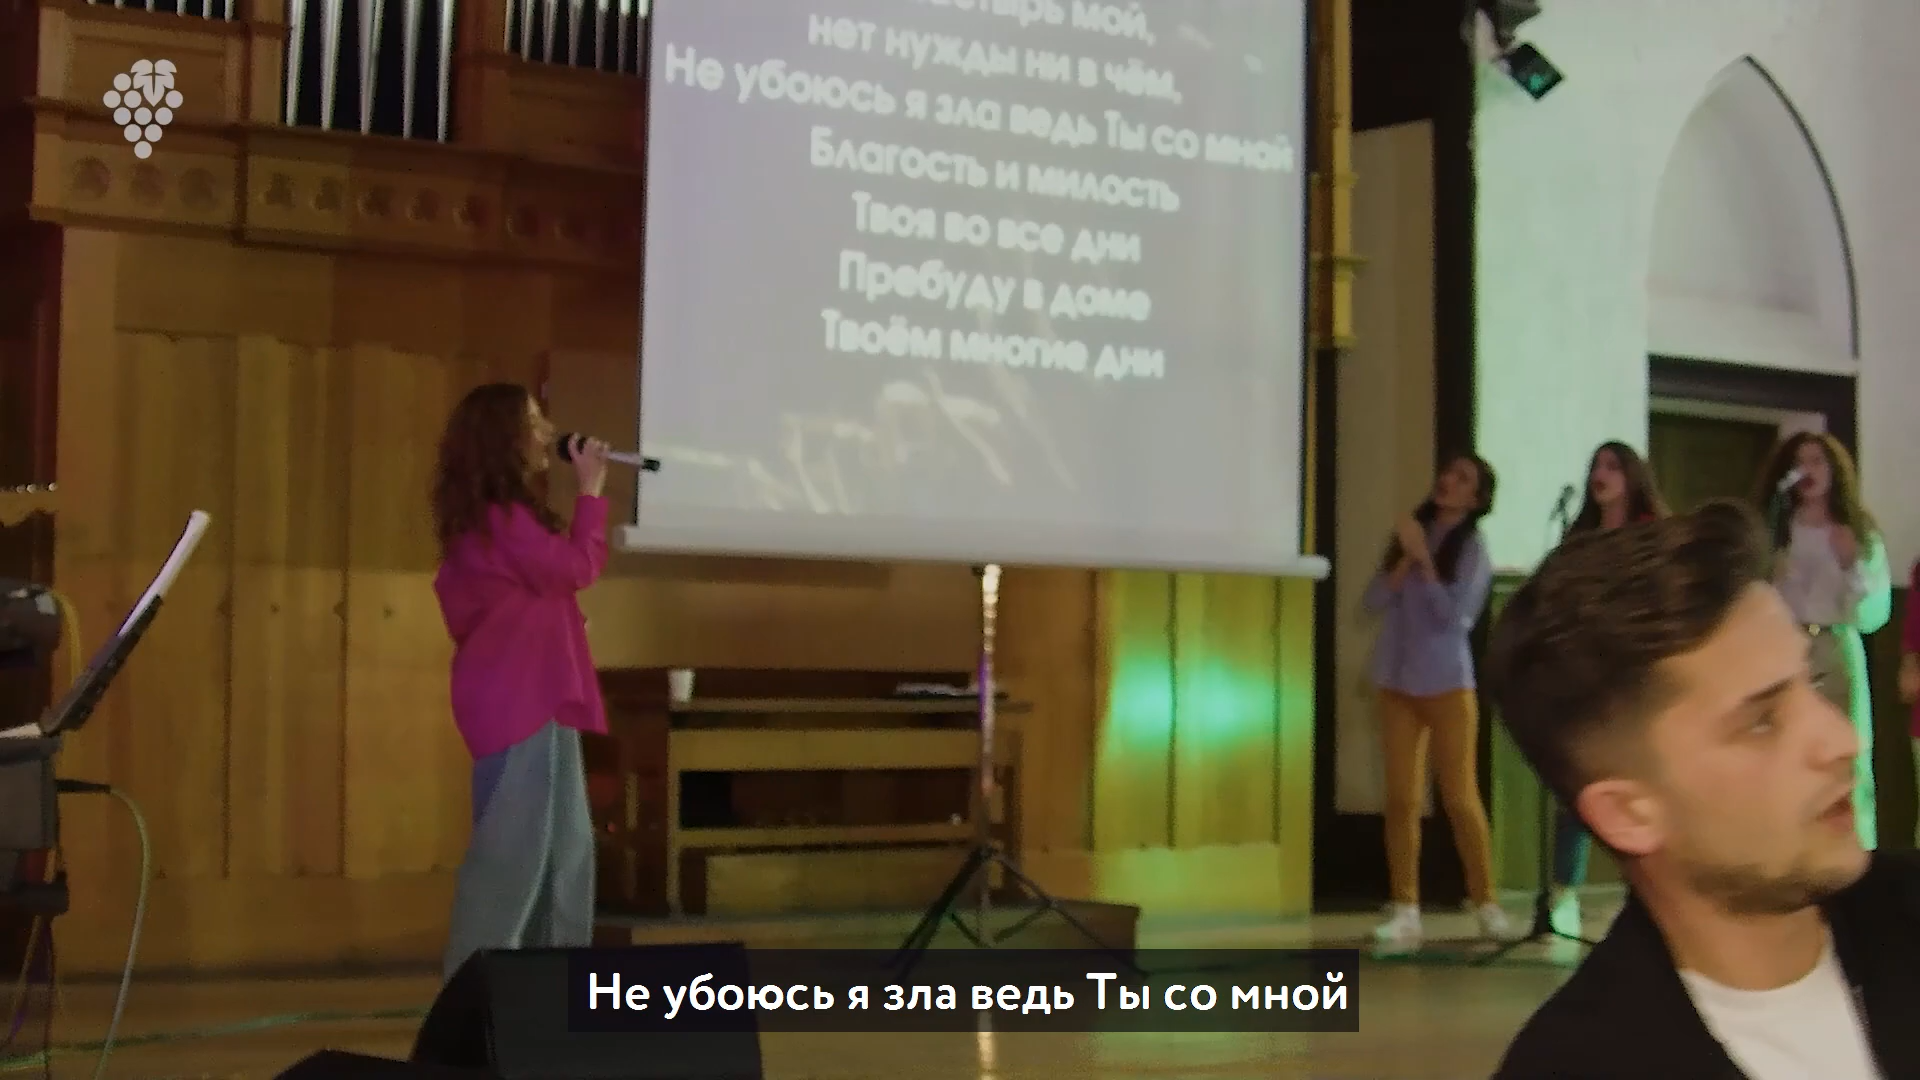 мой,
нет нужды ни в чём,
Не убоюсь я зла ведь Ты со мной
Благость и милость
Твоя во все дни
Пребуду в доме
Твоём многие дни
Не убоюсь я зла ведь Ты со мной